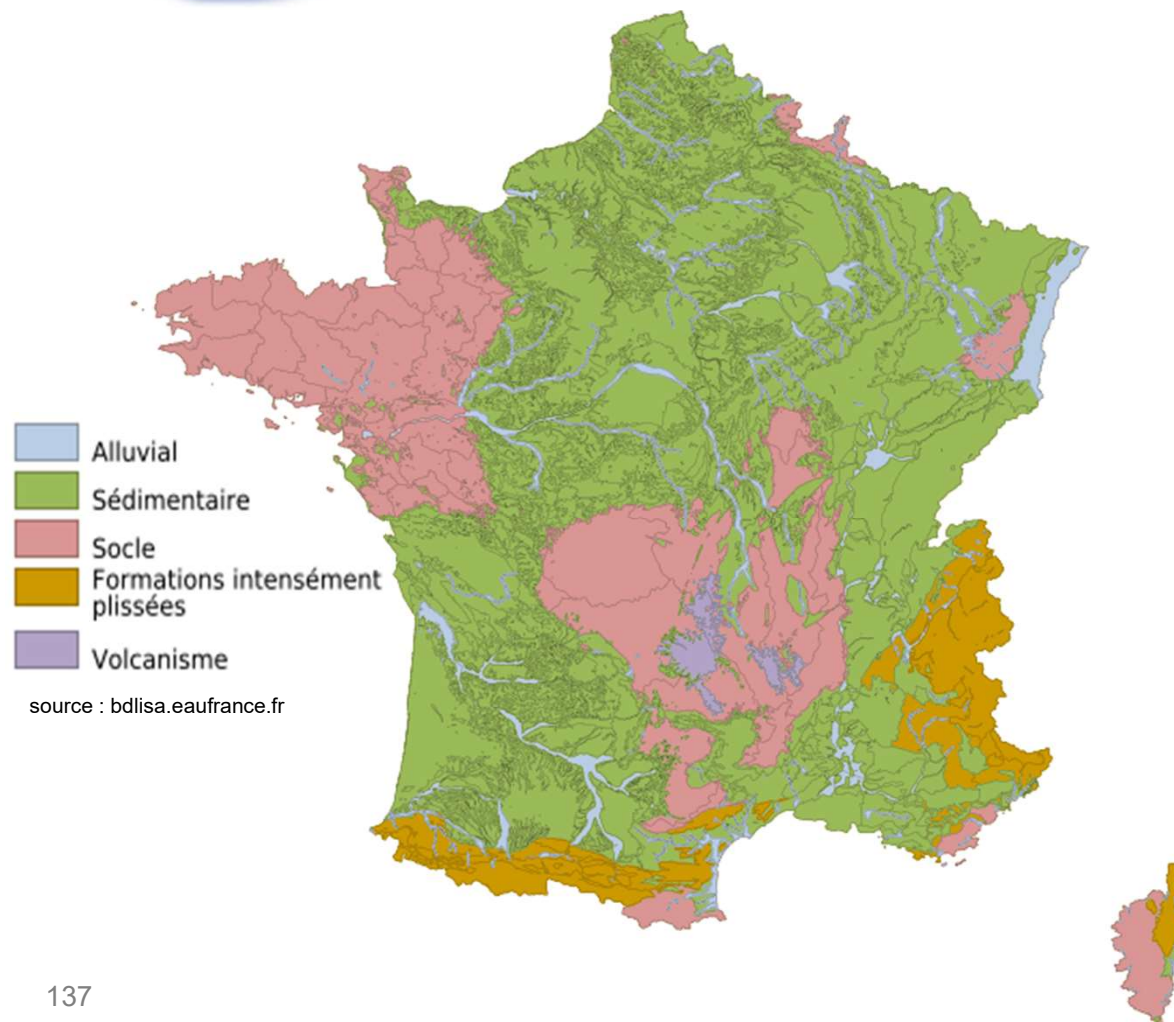 Alluvial
Sédimentaire
Socle
Formations intensément
plissées
Volcanisme
source : bdlisa.eaufrance.fr
137